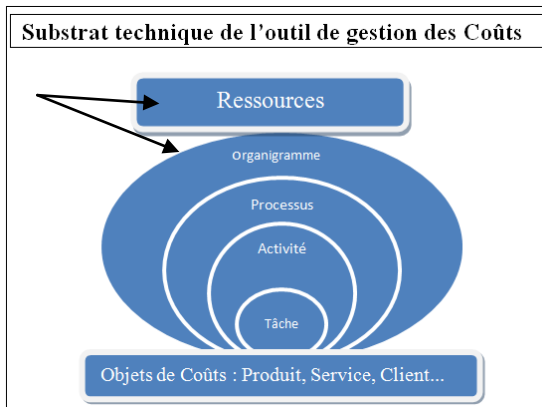 Substrat technique de l'outil de gestion des Coûts
Ressources
Organigramme
Processus
Activité
Tâche
Objets de Coûts : Produit, Service, Client...